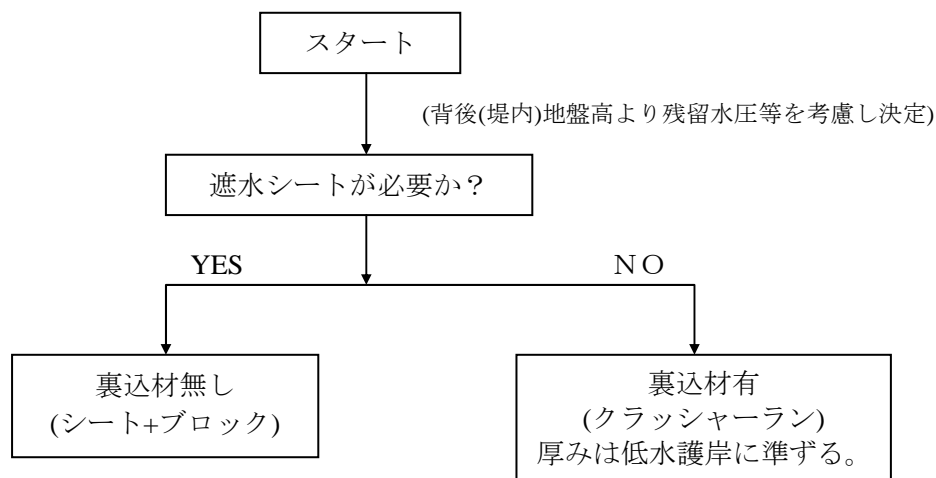 スタート
(背後(堤内)地盤高より残留水圧等を考慮し決定)
遮水シートが必要か？
YES
ＮＯ
裏込材無し
(シート+ブロック)
裏込材有
(クラッシャーラン)
厚みは低水護岸に準ずる。